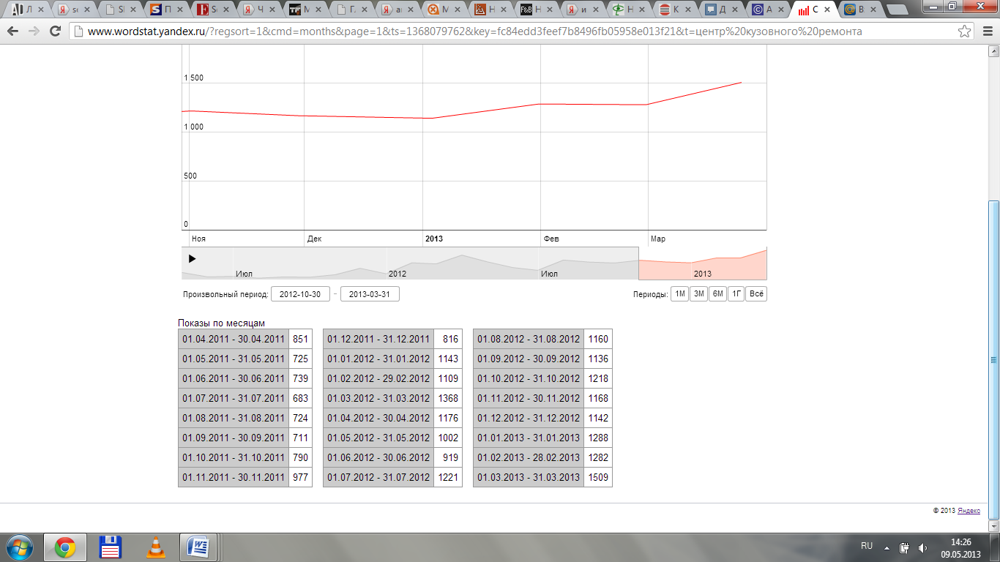 Л
se
Sl
П
Se
Ч
М
Гл
ан
М
Н
Н
и
Н
К
Д
А
С
В
www.wordstat.yandex.ru/?regsort=1&cmd=months&page=1&ts=1368079762&key=fc84edd3feef7b8496fb05958e013f21&t=центр%20кузовного%20ремонта
1 500
1 000
500
0
Ноя Дек 2013 Фев Мар
Июл 2012 Июл 2013
Произвольный период: 2012-10-30 - 2013-03-31 Периоды: 1М 3М 6М 1Г Всё
Показы по месяцам
01.04.2011 - 30.04.2011 851 01.12.2011 - 31.12.2011 816 01.08.2012 - 31.08.2012 1160
01.05.2011 - 31.05.2011 725 01.01.2012 - 31.01.2012 1143 01.09.2012 - 30.09.2012 1136
01.06.2011 - 30.06.2011 739 01.02.2012 - 29.02.2012 1109 01.10.2012 - 31.10.2012 1218
01.07.2011 - 31.07.2011 683 01.03.2012 - 31.03.2012 1368 01.11.2012 - 30.11.2012 1168
01.08.2011 - 31.08.2011 724 01.04.2012 - 30.04.2012 1176 01.12.2012 - 31.12.2012 1142
01.09.2011 - 30.09.2011 711 01.05.2012 - 31.05.2012 1002 01.01.2013 - 31.01.2013 1288
01.10.2011 - 31.10.2011 790 01.06.2012 - 30.06.2012 919 01.02.2013 - 28.02.2013 1282
01.11.2011 - 30.11.2011 977 01.07.2012 - 31.07.2012 1221 01.03.2013 - 31.03.2013 1509
© 2013 Яндекс
RU 14:26
09.05.2013